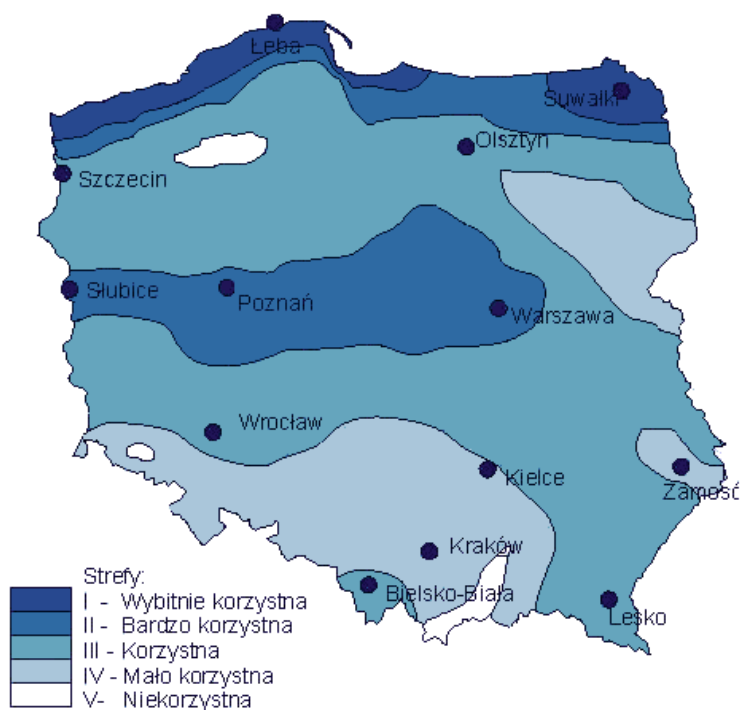 Łeba
Suwałki
Olsztyn
Szczecin
Słubice
Poznań
Warszawa
Wrocław
Kielce
Zamość
Kraków
Bielsko-Biała
Lesko
Strefy:
I - Wybitnie korzystna
II - Bardzo korzystna
III - Korzystna
IV - Mało korzystna
V- Niekorzystna